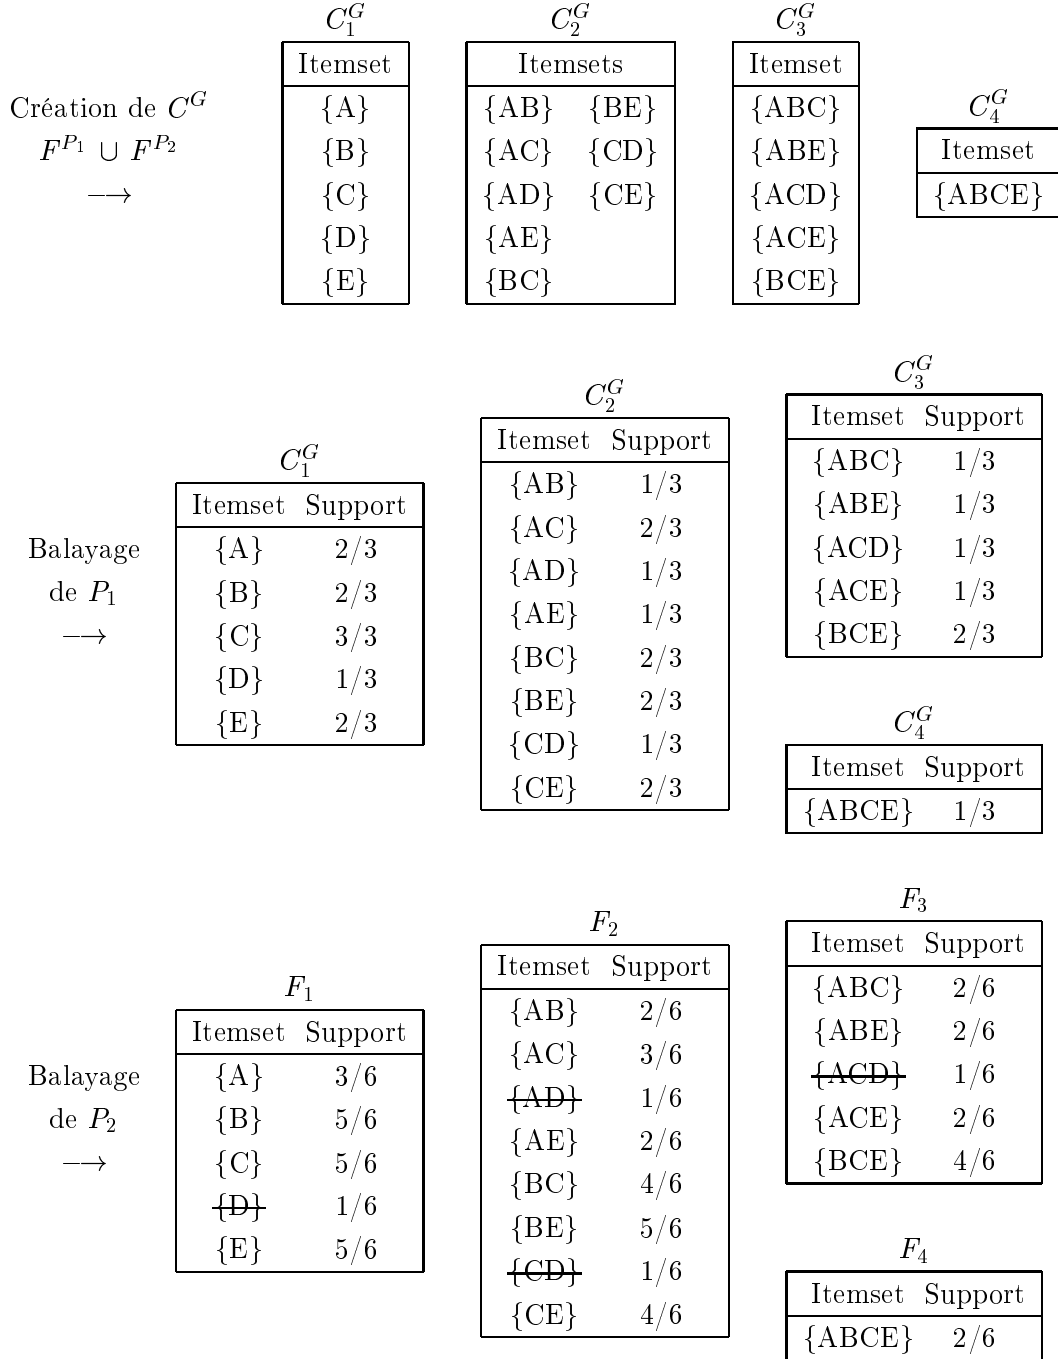 C_1^G C_2^G C_3^G
Itemset Itemsets Itemset
Création de C^G {A} {AB} {BE} {ABC} C_4^G
F^{P_1} ∪ F^{P_2} {B} {AC} {CD} {ABE} Itemset
⟶ {C} {AD} {CE} {ACD} {ABCE}
{D} {AE} {ACE}
{E} {BC} {BCE}
Balayage
de P_1
⟶
C_1^G
Itemset Support
{A} 2/3
{B} 2/3
{C} 3/3
{D} 1/3
{E} 2/3
C_2^G
Itemset Support
{AB} 1/3
{AC} 2/3
{AD} 1/3
{AE} 1/3
{BC} 2/3
{BE} 2/3
{CD} 1/3
{CE} 2/3
C_3^G
Itemset Support
{ABC} 1/3
{ABE} 1/3
{ACD} 1/3
{ACE} 1/3
{BCE} 2/3
C_4^G
Itemset Support
{ABCE} 1/3
Balayage
de P_2
⟶
F_1
Itemset Support
{A} 3/6
{B} 5/6
{C} 5/6
{D} 1/6
{E} 5/6
F_2
Itemset Support
{AB} 2/6
{AC} 3/6
{AD} 1/6
{AE} 2/6
{BC} 4/6
{BE} 5/6
{CD} 1/6
{CE} 4/6
F_3
Itemset Support
{ABC} 2/6
{ABE} 2/6
{ACD} 1/6
{ACE} 2/6
{BCE} 4/6
F_4
Itemset Support
{ABCE} 2/6